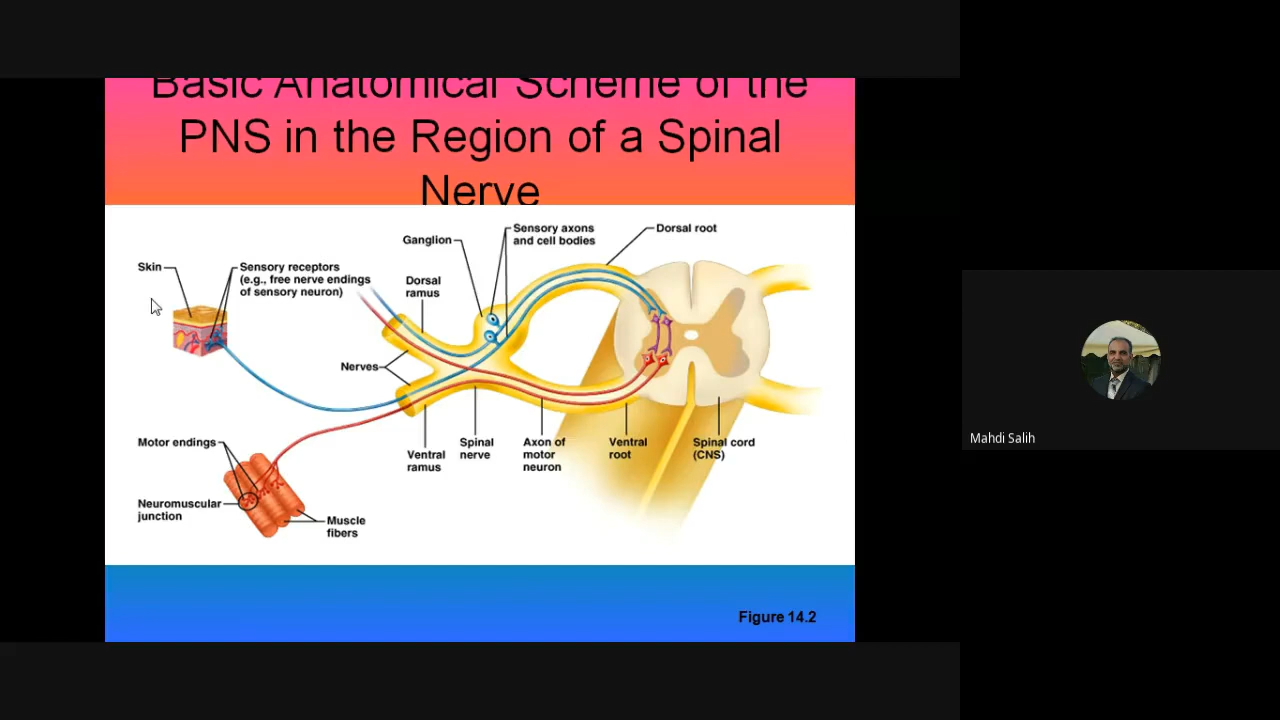 Basic Anatomical Scheme of the
PNS in the Region of a Spinal
Nerve
Sensory axons
and cell bodies
Dorsal root
Ganglion
Skin
Sensory receptors
(e.g., free nerve endings
of sensory neuron)
Dorsal
ramus
Nerves
Motor endings
Ventral
ramus
Spinal
nerve
Axon of
motor
neuron
Ventral
root
Spinal cord
(CNS)
Neuromuscular
junction
Muscle
fibers
Figure 14.2
Mahdi Salih